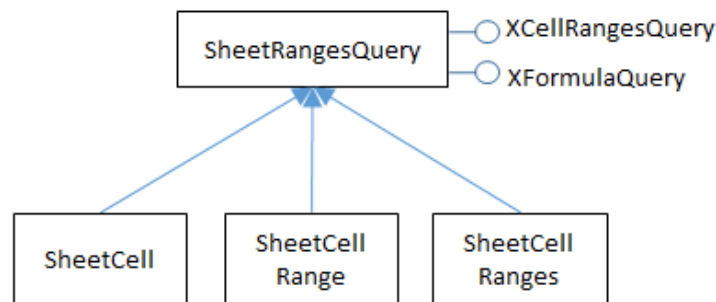 XCellRangesQuery
SheetRangesQuery
XFormulaQuery
SheetCell
SheetCell
Range
SheetCell
Ranges